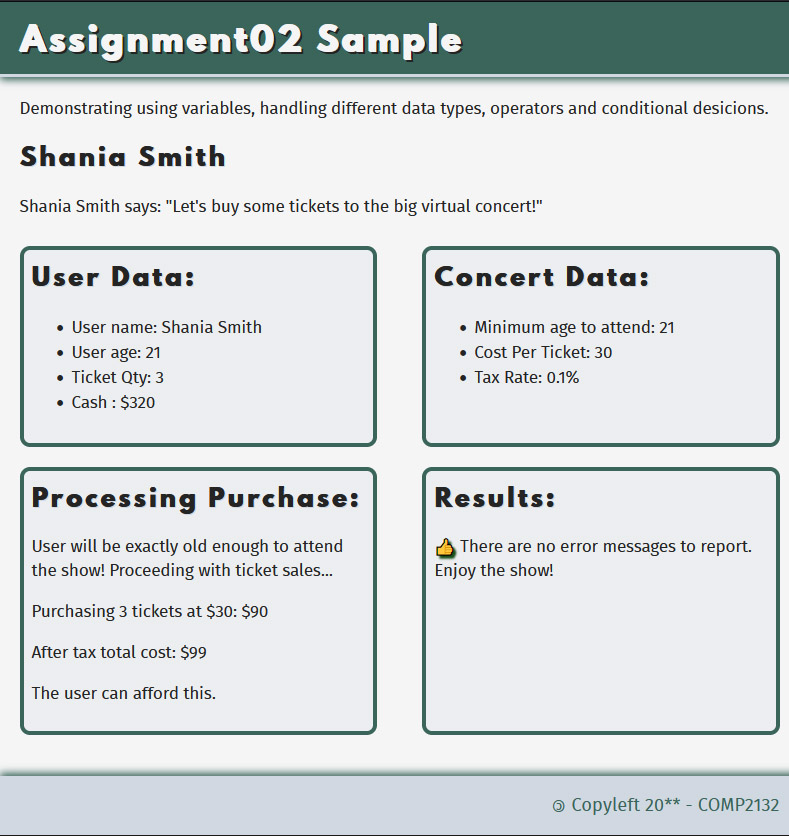 Assignment02 Sample
Demonstrating using variables, handling different data types, operators and conditional desicions.
Shania Smith
Shania Smith says: "Let's buy some tickets to the big virtual concert!"
User Data:
• User name: Shania Smith
• User age: 21
• Ticket Qty: 3
• Cash : $320
Concert Data:
• Minimum age to attend: 21
• Cost Per Ticket: 30
• Tax Rate: 0.1%
Processing Purchase:
User will be exactly old enough to attend
the show! Proceeding with ticket sales...
Purchasing 3 tickets at $30: $90
After tax total cost: $99
The user can afford this.
Results:
👍 There are no error messages to report.
Enjoy the show!
🄯 Copyleft 20** - COMP2132